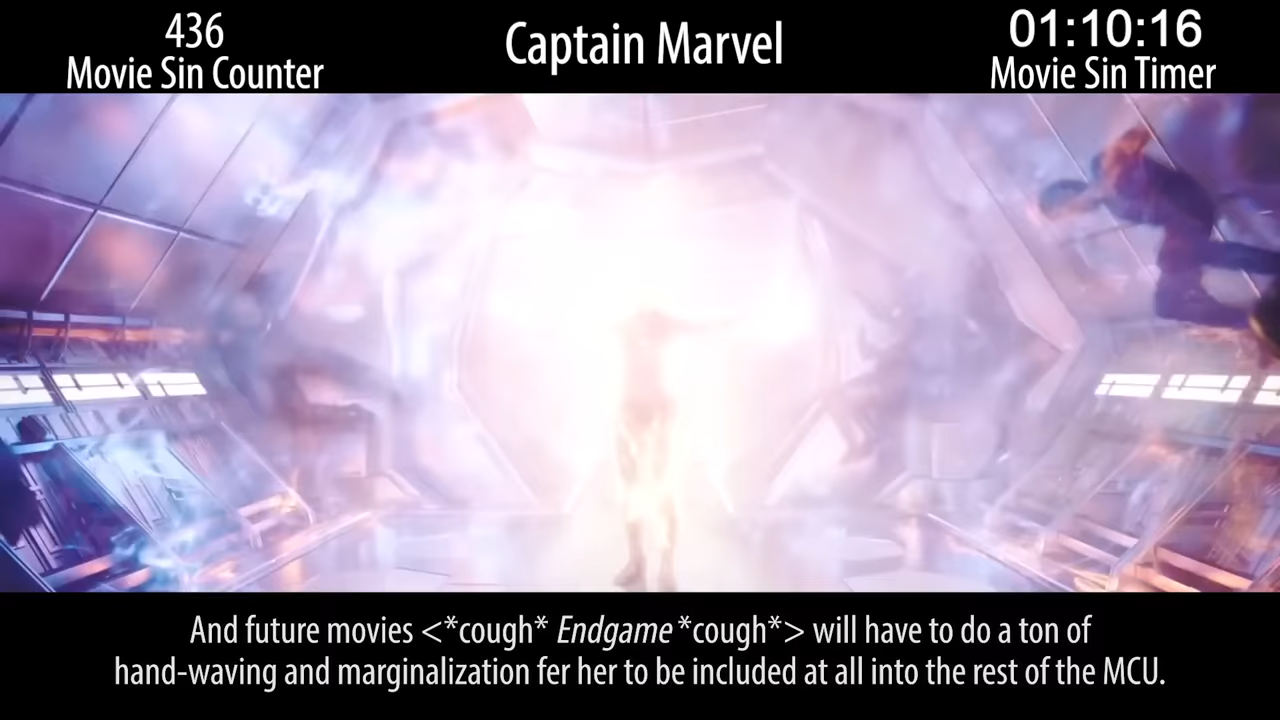 436
Movie Sin Counter
Captain Marvel
01:10:16
Movie Sin Timer
And future movies <*cough* Endgame *cough*> will have to do a ton of
hand-waving and marginalization fer her to be included at all into the rest of the MCU.